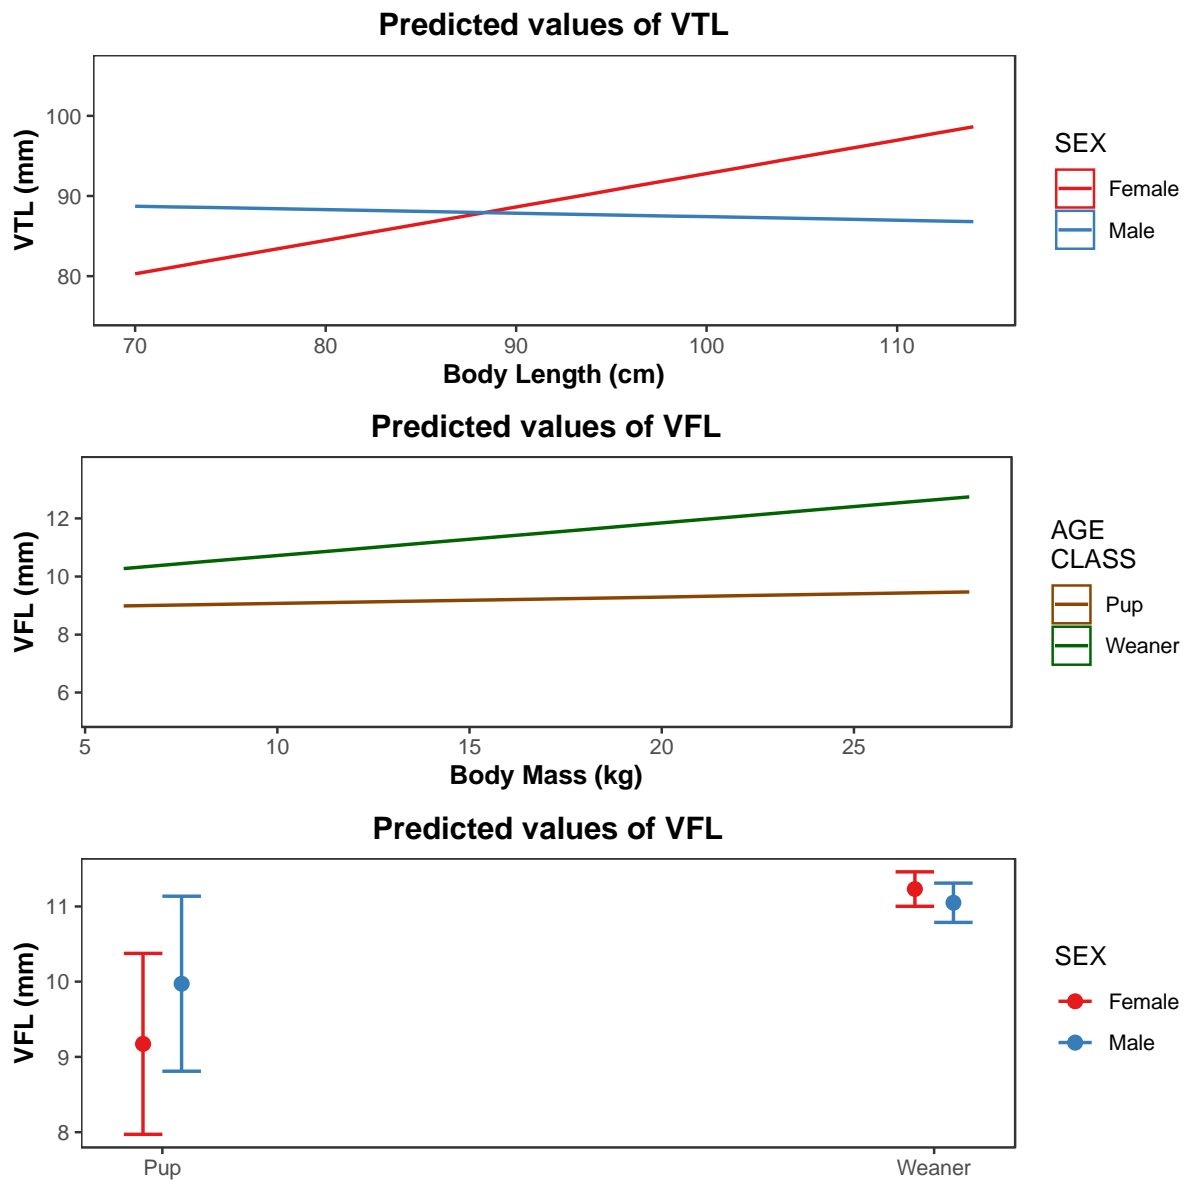 Predicted values of VTL
VTL (mm)
100
90
80
70 80 90 100 110
Body Length (cm)
SEX
Female
Male
Predicted values of VFL
VFL (mm)
12
10
8
6
5 10 15 20 25
Body Mass (kg)
AGE
CLASS
Pup
Weaner
Predicted values of VFL
VFL (mm)
11
10
9
8
Pup Weaner
SEX
Female
Male